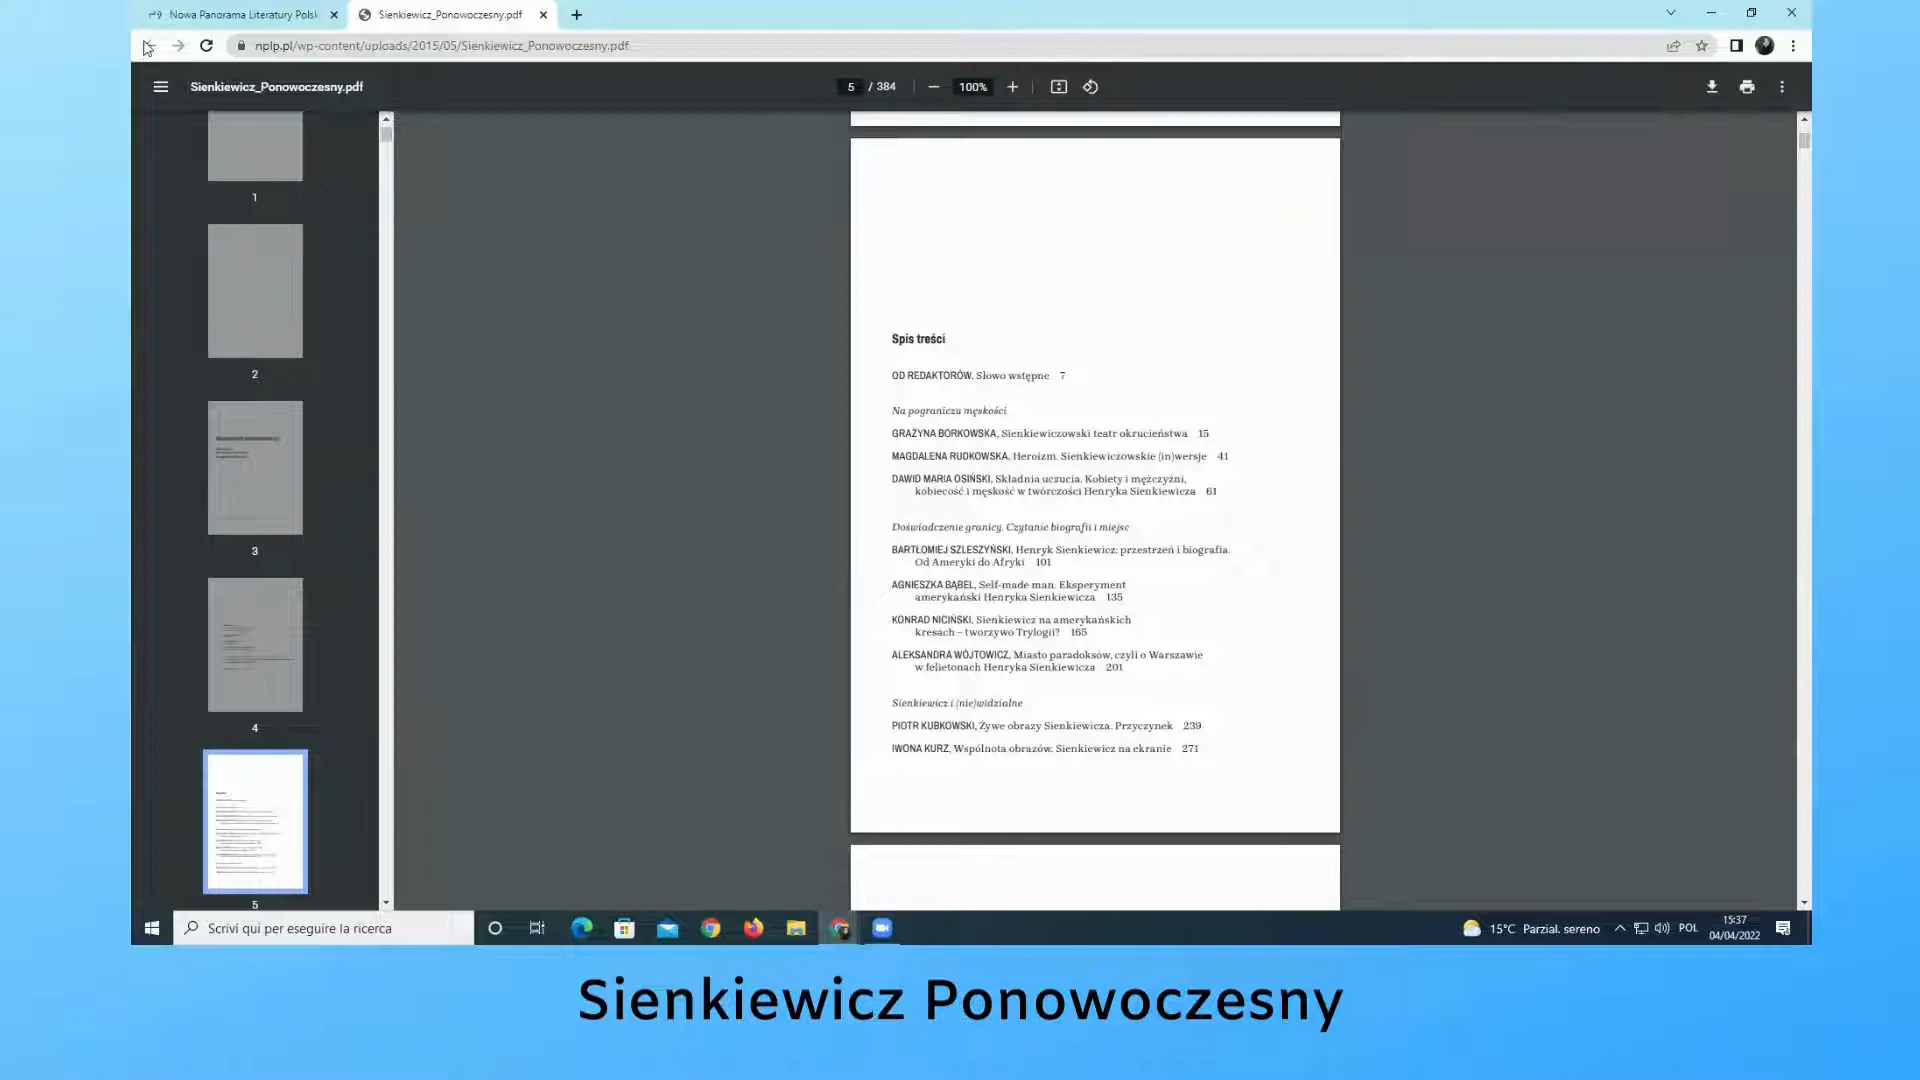 Nowa Panorama Literatury Polsk
Sienkiewicz_Ponowoczesny.pdf
nplp.pl/wp-content/uploads/2015/05/Sienkiewicz_Ponowoczesny.pdf
Sienkiewicz_Ponowoczesny.pdf
5 / 384
100%
1
2
3
4
5
Spis treści
OD REDAKTORÓW, Słowo wstępne 7
Na pograniczu męskości
GRAŻYNA BORKOWSKA, Sienkiewiczowski teatr okrucieństwa 15
MAGDALENA RUDKOWSKA, Heroizm. Sienkiewiczowskie (in)wersje 41
DAWID MARIA OSIŃSKI, Składnia uczucia. Kobiety i mężczyźni,
kobiecość i męskość w twórczości Henryka Sienkiewicza 61
Doświadczenie granicy. Czytanie biografii i miejsc
BARTŁOMIEJ SZLESZYŃSKI, Henryk Sienkiewicz: przestrzeń i biografia.
Od Ameryki do Afryki 101
AGNIESZKA BĄBEL, Self-made man. Eksperyment
amerykański Henryka Sienkiewicza 135
KONRAD NICIŃSKI, Sienkiewicz na amerykańskich
kresach – tworzywo Trylogii? 165
ALEKSANDRA WÓJTOWICZ, Miasto paradoksów, czyli o Warszawie
w felietonach Henryka Sienkiewicza 201
Sienkiewicz i (nie)widzialne
PIOTR KUBKOWSKI, Żywe obrazy Sienkiewicza. Przyczynek 239
IWONA KURZ, Wspólnota obrazów. Sienkiewicz na ekranie 271
Scrivi qui per eseguire la ricerca
15°C Parzial. sereno
POL
15:37
04/04/2022
Sienkiewicz Ponowoczesny